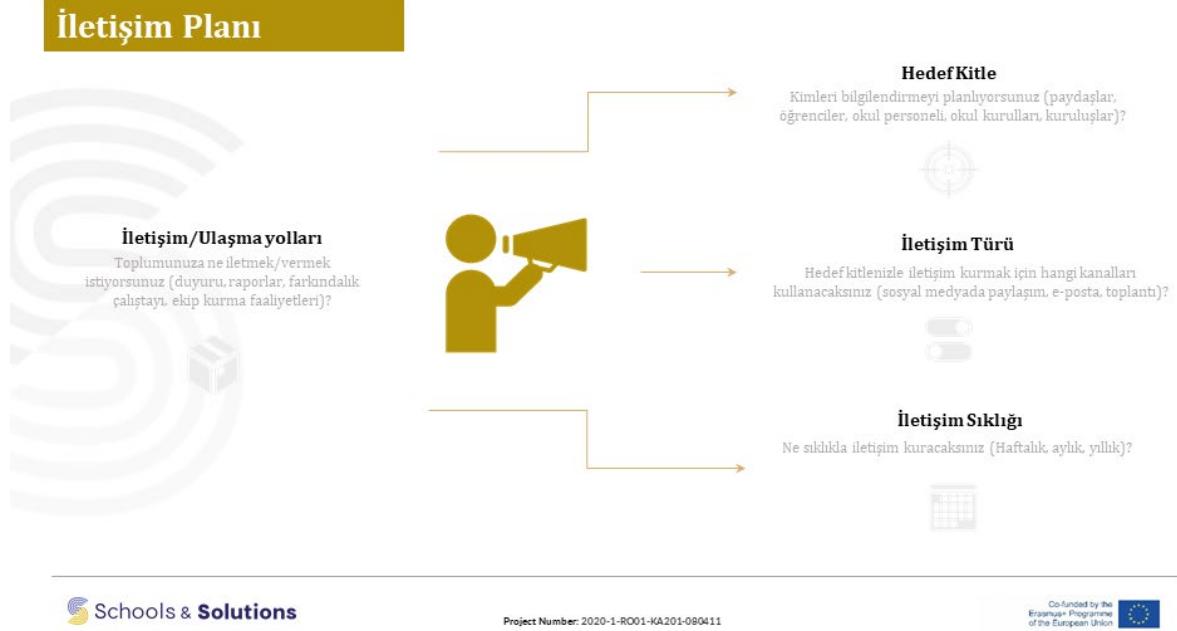 İletişim Planı
İletişim/Ulaşma yolları
Toplumunuza ne iletmek/vermek
istiyorsunuz (duyuru, raporlar, farkındalık
çalıştayı, ekip kurma faaliyetleri)?
Hedef Kitle
Kimleri bilgilendirmeyi planlıyorsunuz (paydaşlar,
öğrenciler, okul personeli, okul kurulları, kuruluşlar)?
İletişim Türü
Hedef kitlenizle iletişim kurmak için hangi kanalları
kullanacaksınız (sosyal medyada paylaşım, e-posta, toplantı)?
İletişim Sıklığı
Ne sıklıkla iletişim kuracaksınız (Haftalık, aylık, yıllık)?
Schools & Solutions
Project Number: 2020-1-RO01-KA201-080411
Co-funded by the
Erasmus+ Programme
of the European Union